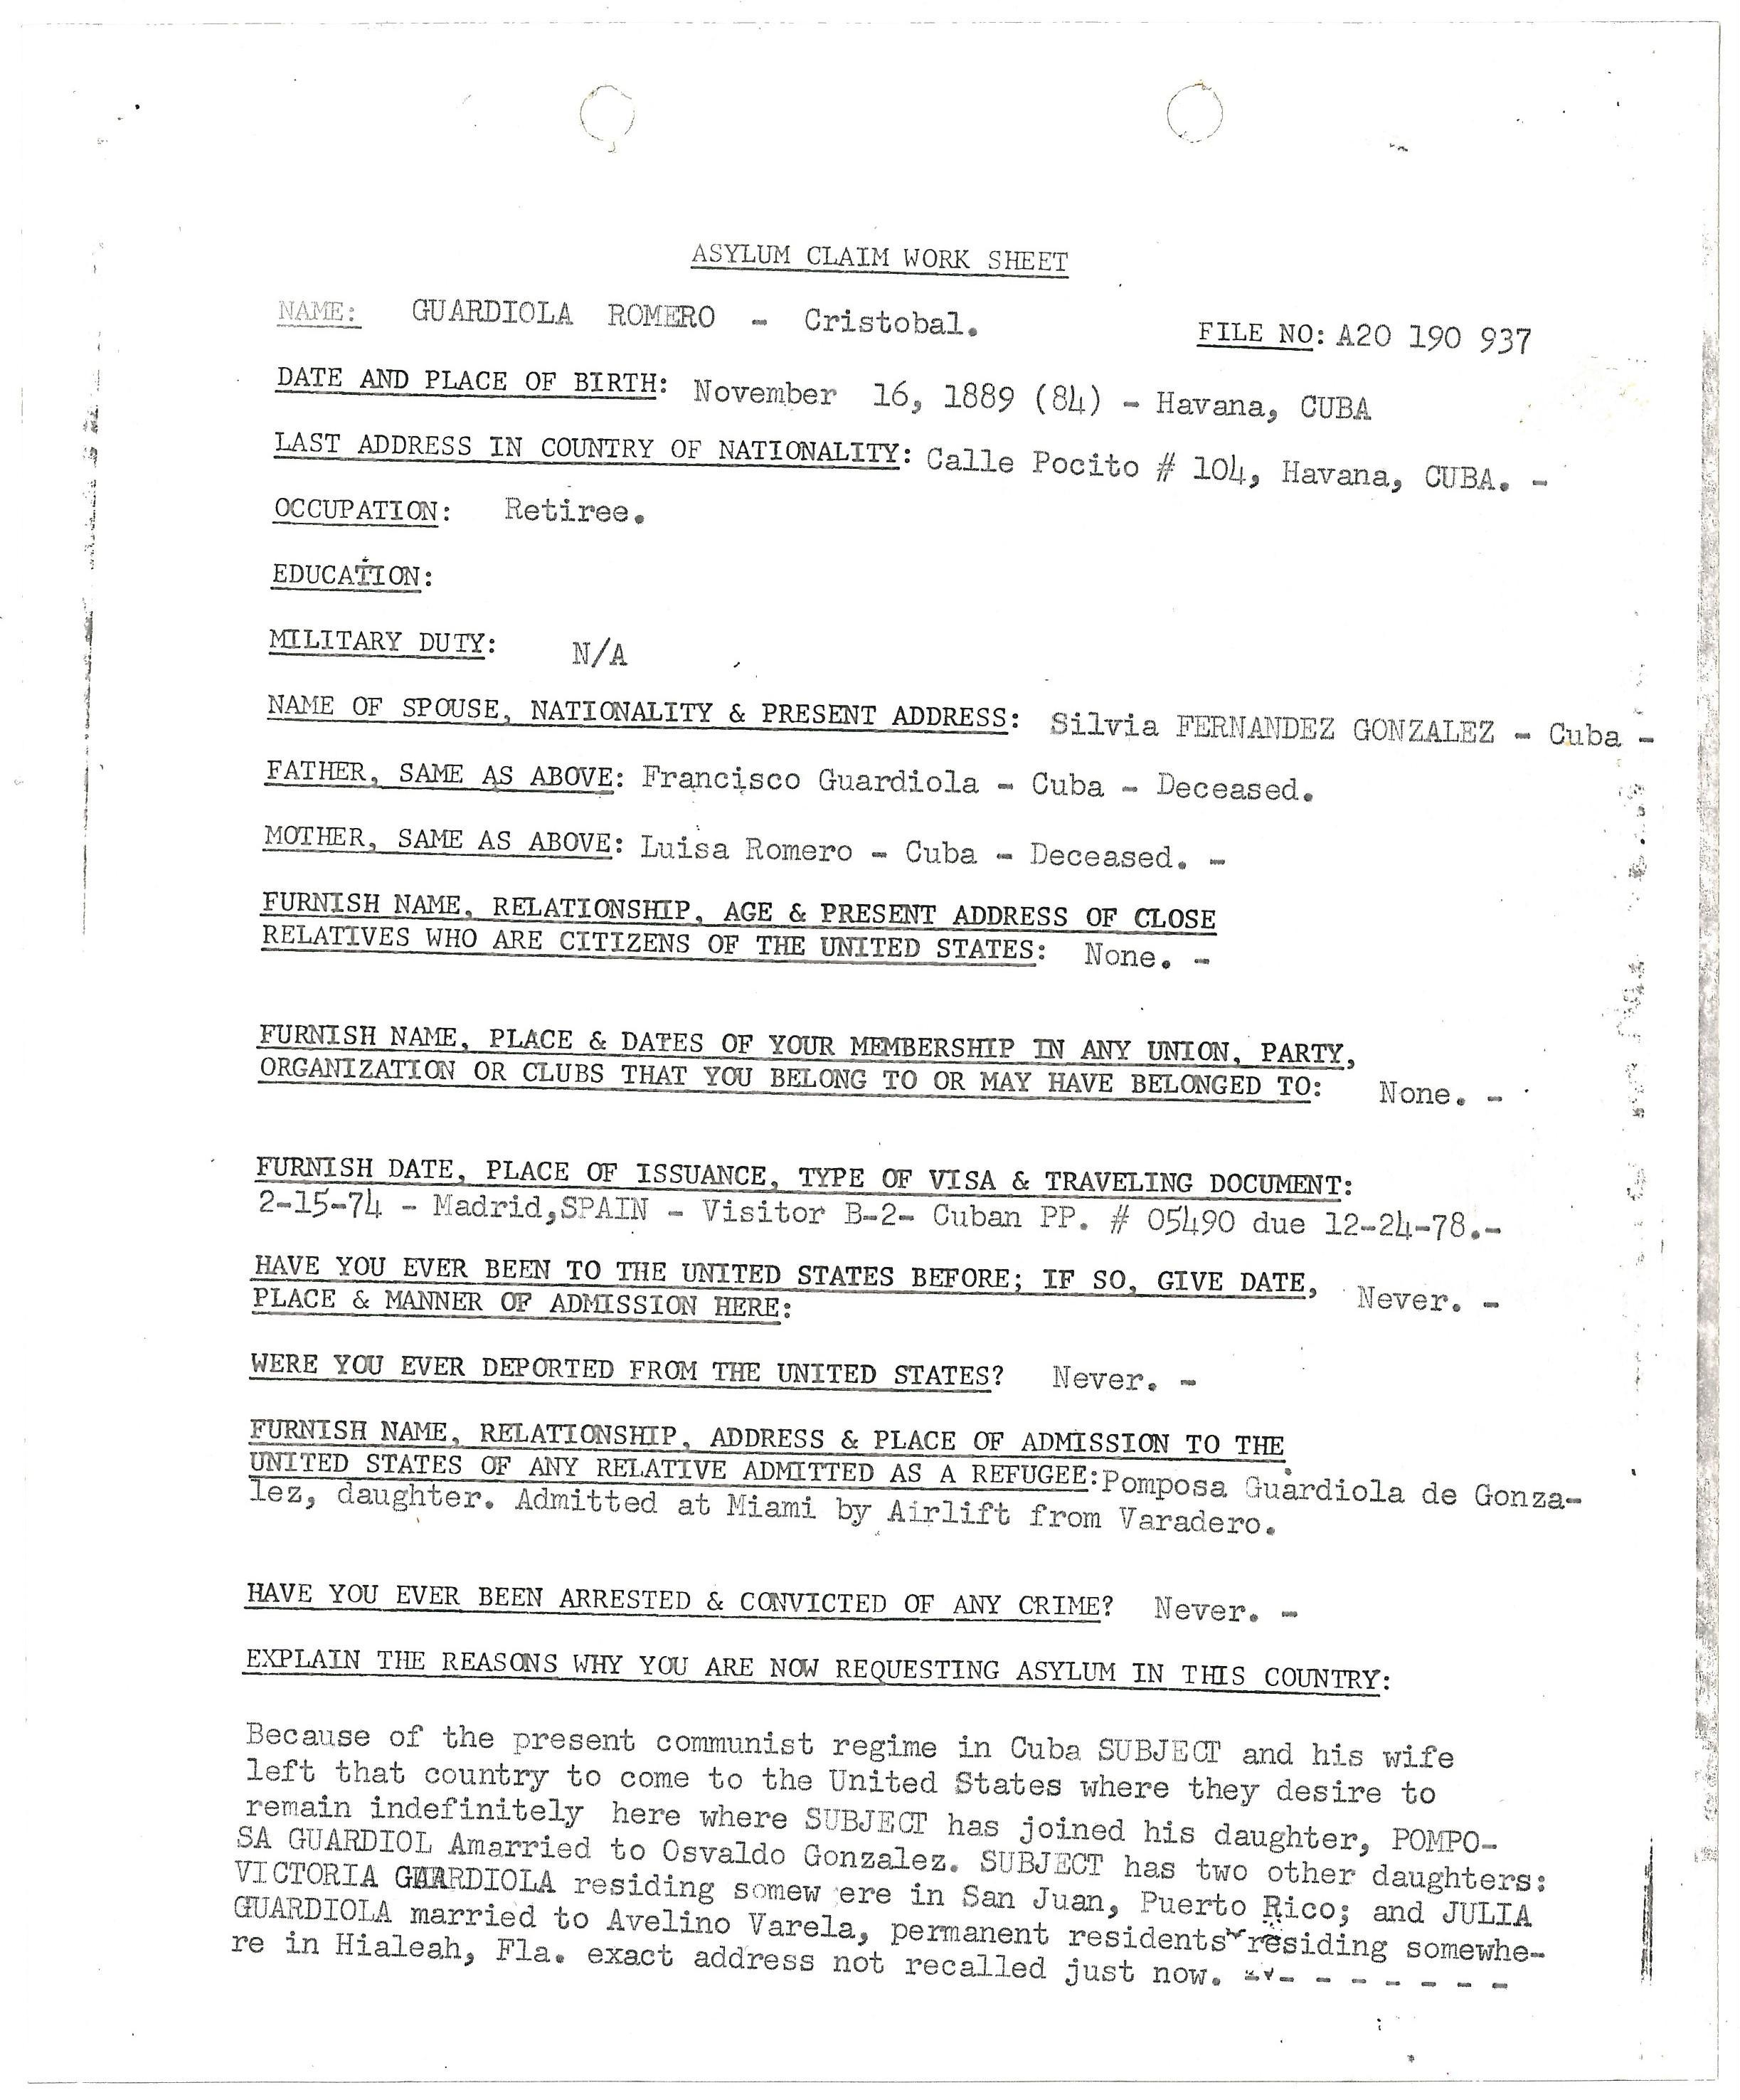 ASYLUM CLAIM WORK SHEET
NAME: GUARDIOLA ROMERO - Cristobal.
FILE NO: A20 190 937
DATE AND PLACE OF BIRTH: November 16, 1889 (84) - Havana, CUBA
LAST ADDRESS IN COUNTRY OF NATIONALITY: Calle Pocito # 104, Havana, CUBA. -
OCCUPATION: Retiree.
EDUCATION:
MILITARY DUTY: N/A
NAME OF SPOUSE, NATIONALITY & PRESENT ADDRESS: Silvia FERNANDEZ GONZALEZ - Cuba -
FATHER, SAME AS ABOVE: Francisco Guardiola - Cuba - Deceased.
MOTHER, SAME AS ABOVE: Luisa Romero - Cuba - Deceased. -
FURNISH NAME, RELATIONSHIP, AGE & PRESENT ADDRESS OF CLOSE
RELATIVES WHO ARE CITIZENS OF THE UNITED STATES: None. -
FURNISH NAME, PLACE & DATES OF YOUR MEMBERSHIP IN ANY UNION, PARTY,
ORGANIZATION OR CLUBS THAT YOU BELONG TO OR MAY HAVE BELONGED TO: None. -
FURNISH DATE, PLACE OF ISSUANCE, TYPE OF VISA & TRAVELING DOCUMENT:
2-15-74 - Madrid,SPAIN - Visitor B-2- Cuban PP. # 05490 due 12-24-78.-
HAVE YOU EVER BEEN TO THE UNITED STATES BEFORE; IF SO, GIVE DATE, Never. -
PLACE & MANNER OF ADMISSION HERE:
WERE YOU EVER DEPORTED FROM THE UNITED STATES? Never. -
FURNISH NAME, RELATIONSHIP, ADDRESS & PLACE OF ADMISSION TO THE
UNITED STATES OF ANY RELATIVE ADMITTED AS A REFUGEE:Pomposa Guardiola de Gonza-
lez, daughter. Admitted at Miami by Airlift from Varadero.
HAVE YOU EVER BEEN ARRESTED & CONVICTED OF ANY CRIME? Never. -
EXPLAIN THE REASONS WHY YOU ARE NOW REQUESTING ASYLUM IN THIS COUNTRY:
Because of the present communist regime in Cuba SUBJECT and his wife
left that country to come to the United States where they desire to
remain indefinitely here where SUBJECT has joined his daughter, POMPO-
SA GUARDIOL Amarried to Osvaldo Gonzalez. SUBJECT has two other daughters:
VICTORIA GUARDIOLA residing somew ere in San Juan, Puerto Rico; and JULIA
GUARDIOLA married to Avelino Varela, permanent residents residing somewhe-
re in Hialeah, Fla. exact address not recalled just now. - - - - - - - -